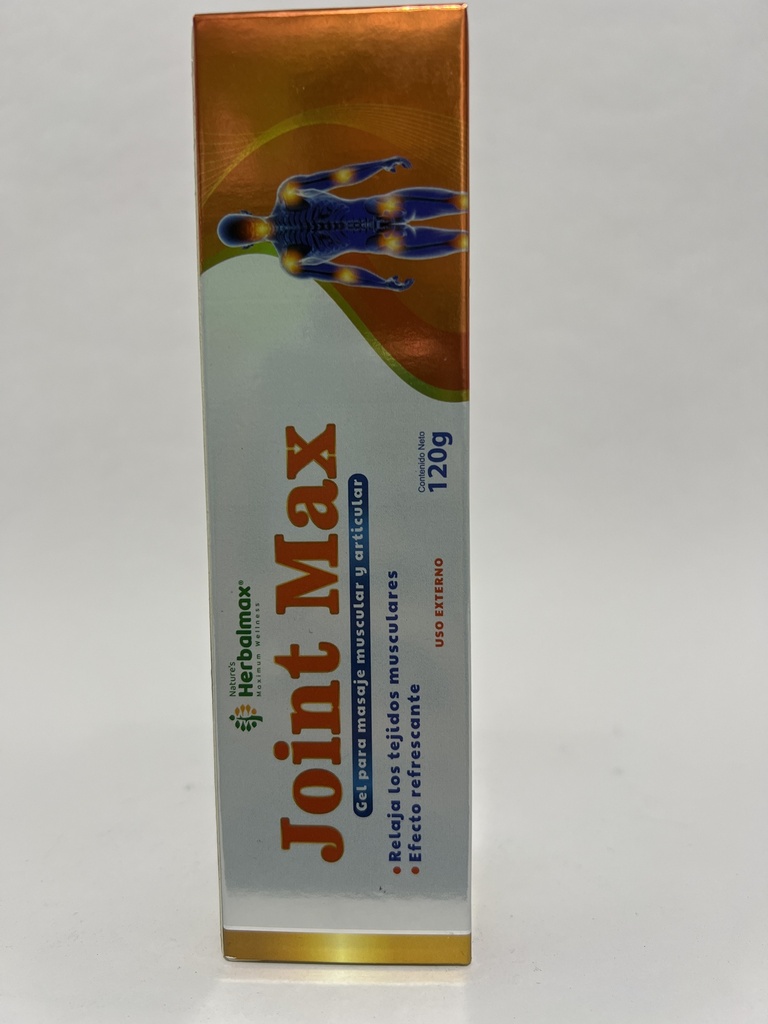 Nature's
Herbalmax®
Maximum Wellness
Joint Max
Gel para masaje muscular y articular
• Relaja los tejidos musculares
• Efecto refrescante
USO EXTERNO
Contenido Neto
120g